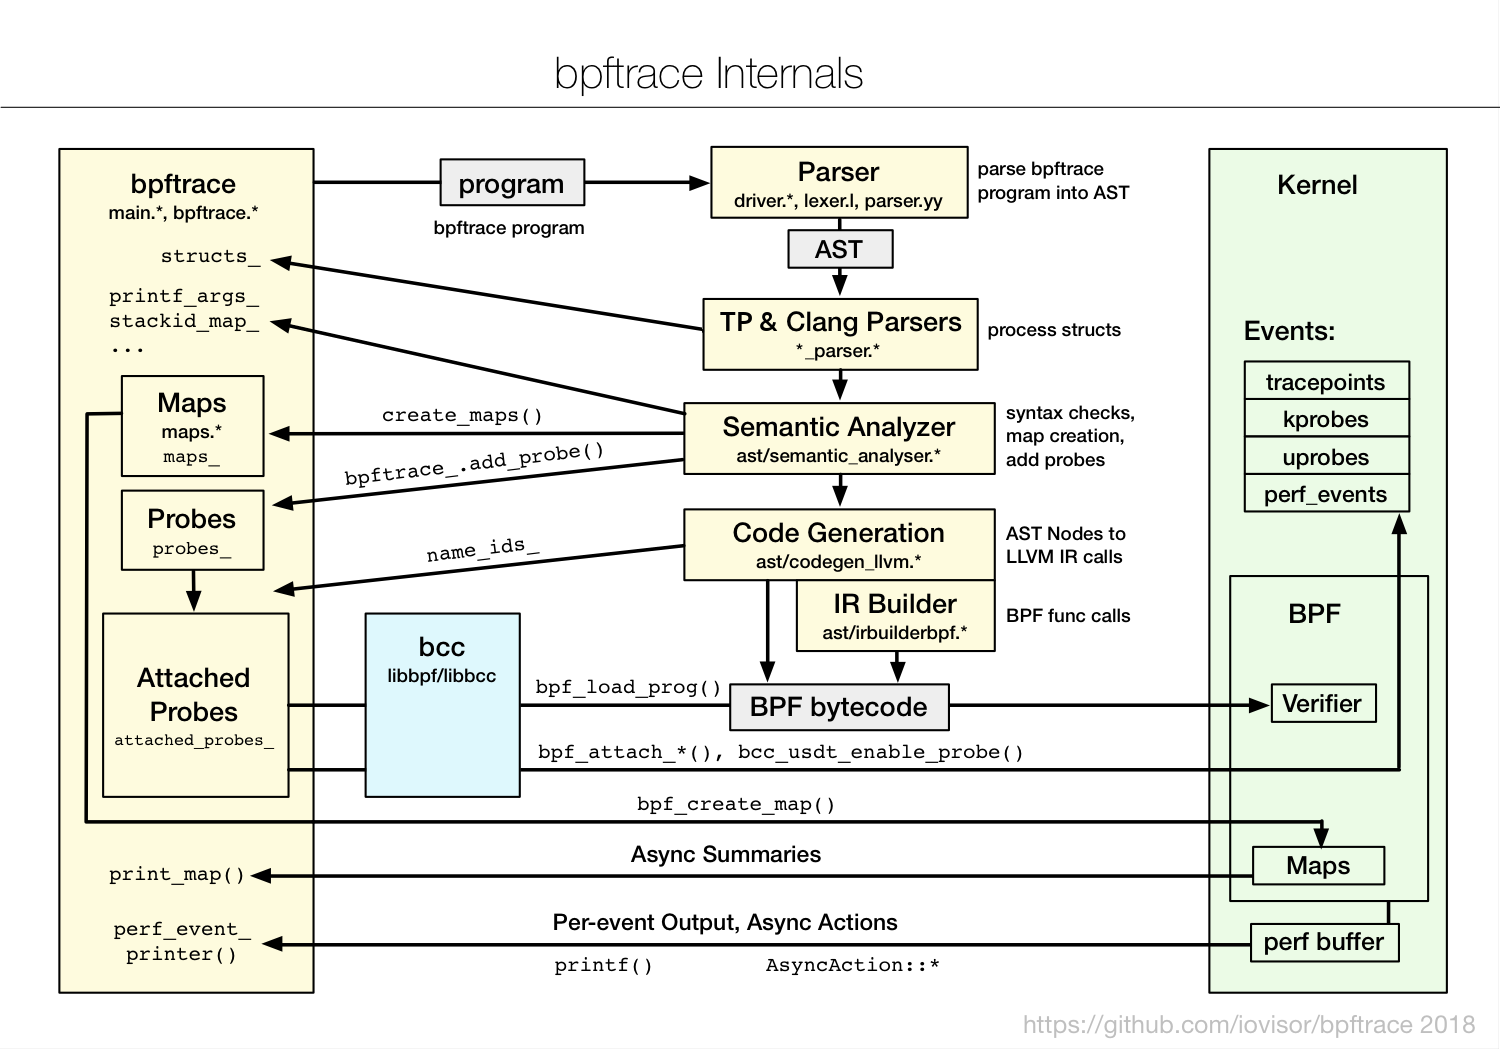 bpftrace Internals
bpftrace
main.*, bpftrace.*
structs_
printf_args_
stackid_map_
...
Maps
maps.*
maps_
Probes
probes_
Attached
Probes
attached_probes_
print_map()
perf_event_
printer()
program
bpftrace program
create_maps()
bpftrace_.add_probe()
name_ids_
bcc
libbpf/libbcc
Parser
driver.*, lexer.l, parser.yy
parse bpftrace
program into AST
AST
TP & Clang Parsers
*_parser.*
process structs
Semantic Analyzer
ast/semantic_analyser.*
syntax checks,
map creation,
add probes
Code Generation
ast/codegen_llvm.*
AST Nodes to
LLVM IR calls
IR Builder
ast/irbuilderbpf.*
BPF func calls
bpf_load_prog()
BPF bytecode
bpf_attach_*(), bcc_usdt_enable_probe()
bpf_create_map()
Async Summaries
Per-event Output, Async Actions
printf()
AsyncAction::*
Kernel
Events:
tracepoints
kprobes
uprobes
perf_events
BPF
Verifier
Maps
perf buffer
https://github.com/iovisor/bpftrace 2018